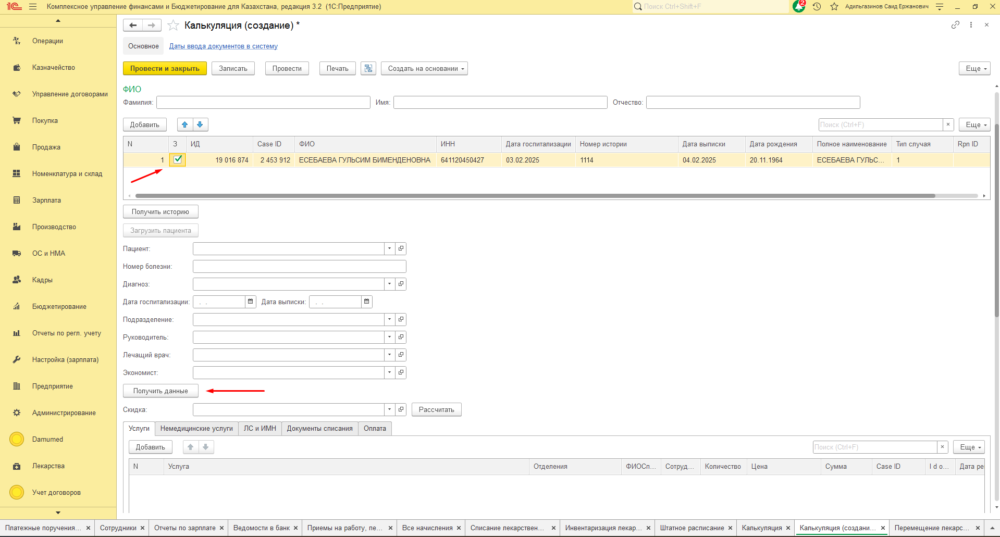 1С Комплексное управление финансами и Бюджетирование для Казахстана, редакция 3.2 (1С:Предприятие) Поиск Ctrl+Shift+F 2 Адильгазинов Саид Ержанович
Операции
Казначейство
Управление договорами
Покупка
Продажа
Номенклатура и склад
Зарплата
Производство
ОС и НМА
Кадры
Бюджетирование
Отчеты по регл. учету
Настройка (зарплата)
Предприятие
Администрирование
Damumed
Лекарства
Учет договоров
Калькуляция (создание) *
Основное Даты ввода документов в систему
Провести и закрыть Записать Провести Печать Создать на основании Еще
ФИО
Фамилия: Имя: Отчество:
Добавить Поиск (Ctrl+F) × Еще
N З ИД Case ID ФИО ИНН Дата госпитализации Номер истории Дата выписки Дата рождения Полное наименование Тип случая Rpn ID
1 19 016 874 2 453 912 ЕСЕБАЕВА ГУЛЬСИМ БИМЕНДЕНОВНА 641120450427 03.02.2025 1114 04.02.2025 20.11.1964 ЕСЕБАЕВА ГУЛЬС... 1
Получить историю
Загрузить пациента
Пациент:
Номер болезни:
Диагноз:
Дата госпитализации: . . Дата выписки: . .
Подразделение:
Руководитель:
Лечащий врач:
Экономист:
Получить данные
Скидка: Рассчитать
Услуги Немедицинские услуги ЛС и ИМН Документы списания Оплата
Добавить Поиск (Ctrl+F) × Еще
N Услуга Отделения ФИОСп... Сотруд... Количество Цена Сумма Case ID I d о... Дата ре
Платежные поручения... × Сотрудники × Отчеты по зарплате × Ведомости в банк × Приемы на работу, пе... × Все начисления × Списание лекарствен... × Инвентаризация лекар... × Штатное расписание × Калькуляция × Калькуляция (создани... × Перемещение лекарс... ×